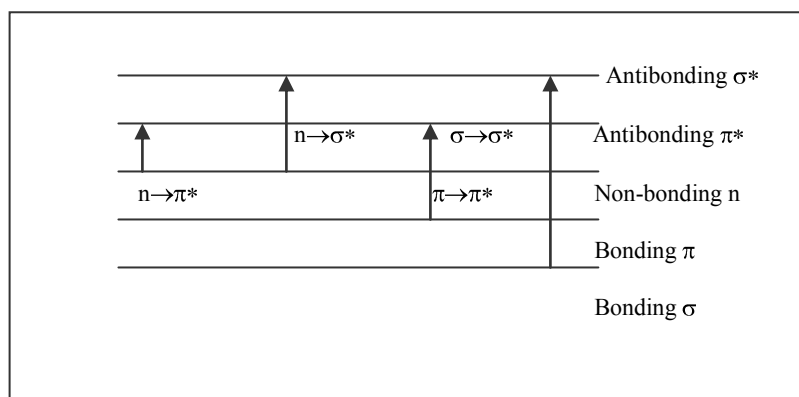 Antibonding σ*
n→σ* σ→σ* Antibonding π*
n→π* π→π* Non-bonding n
Bonding π
Bonding σ